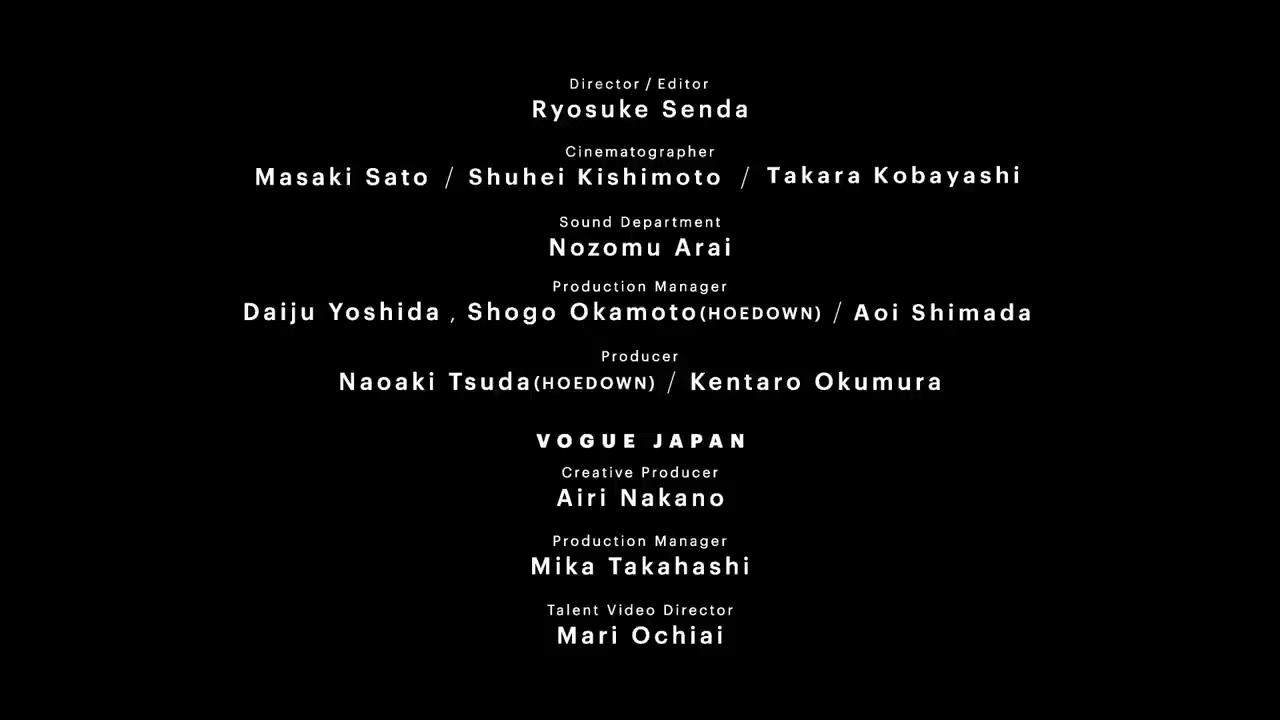 Director / Editor
Ryosuke Senda
Cinematographer
Masaki Sato / Shuhei Kishimoto / Takara Kobayashi
Sound Department
Nozomu Arai
Production Manager
Daiju Yoshida , Shogo Okamoto(HOEDOWN) / Aoi Shimada
Producer
Naoaki Tsuda(HOEDOWN) / Kentaro Okumura
VOGUE JAPAN
Creative Producer
Airi Nakano
Production Manager
Mika Takahashi
Talent Video Director
Mari Ochiai